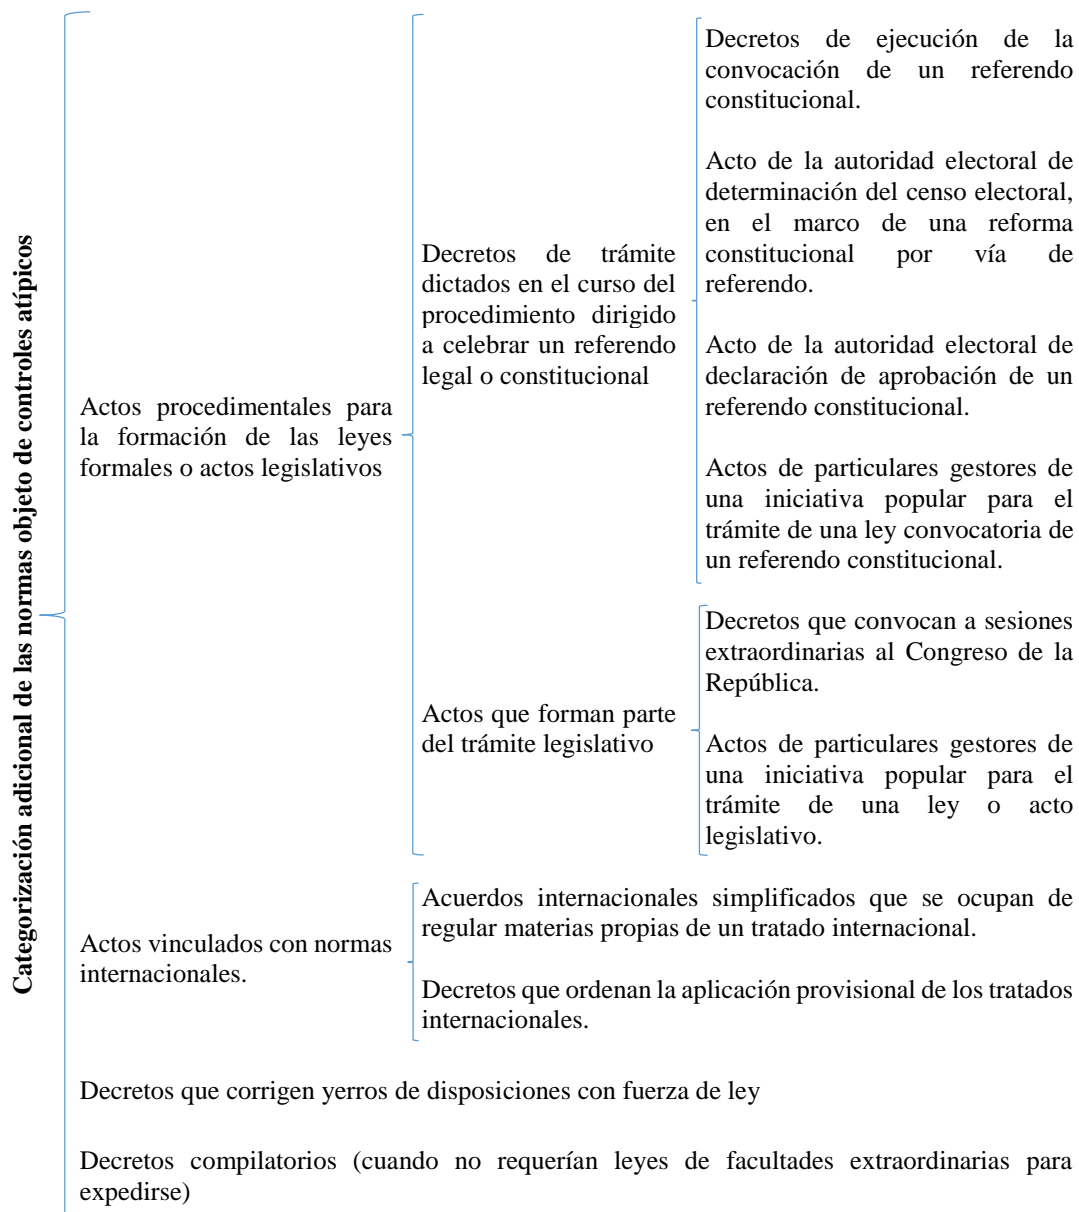 Categorización adicional de las normas objeto de controles atípicos
Actos procedimentales para
la formación de las leyes
formales o actos legislativos
Decretos de trámite
dictados en el curso del
procedimiento dirigido
a celebrar un referendo
legal o constitucional
Decretos de ejecución de la
convocación de un referendo
constitucional.
Acto de la autoridad electoral de
determinación del censo electoral,
en el marco de una reforma
constitucional por vía de
referendo.
Acto de la autoridad electoral de
declaración de aprobación de un
referendo constitucional.
Actos de particulares gestores de
una iniciativa popular para el
trámite de una ley convocatoria de
un referendo constitucional.
Actos que forman parte
del trámite legislativo
Decretos que convocan a sesiones
extraordinarias al Congreso de la
República.
Actos de particulares gestores de
una iniciativa popular para el
trámite de una ley o acto
legislativo.
Actos vinculados con normas
internacionales.
Acuerdos internacionales simplificados que se ocupan de
regular materias propias de un tratado internacional.
Decretos que ordenan la aplicación provisional de los tratados
internacionales.
Decretos que corrigen yerros de disposiciones con fuerza de ley
Decretos compilatorios (cuando no requerían leyes de facultades extraordinarias para
expedirse)